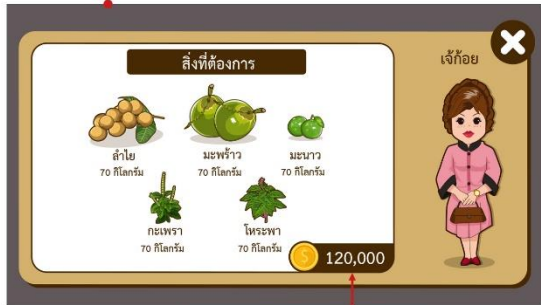 สิ่งที่ต้องการ
เจ้ก้อย
ลำไย
70 กิโลกรัม
มะพร้าว
70 กิโลกรัม
มะนาว
70 กิโลกรัม
กะเพรา
70 กิโลกรัม
โหระพา
70 กิโลกรัม
120,000